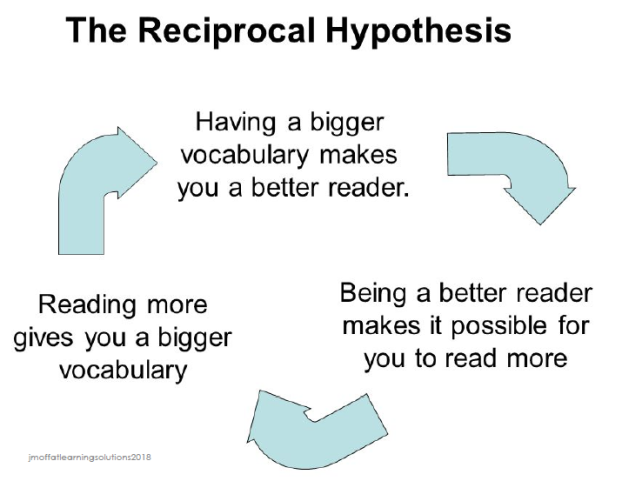 The Reciprocal Hypothesis
Having a bigger
vocabulary makes
you a better reader.
Being a better reader
makes it possible for
you to read more
Reading more
gives you a bigger
vocabulary
jmoffatlearningsolutions2018